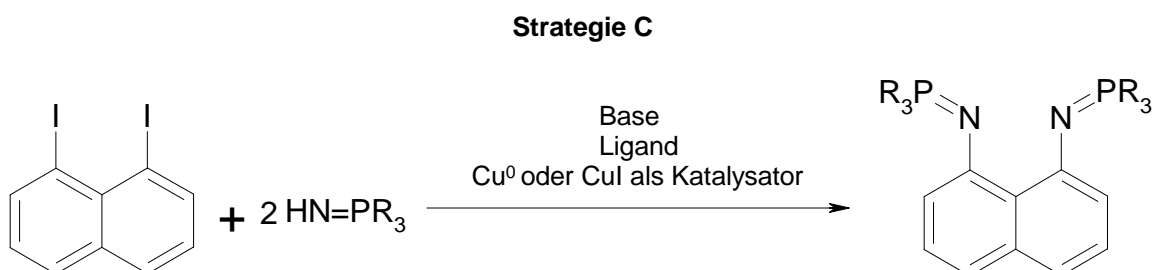 Strategie C
I I
+ 2 HN=PR3
Base
Ligand
Cu0 oder CuI als Katalysator
R3P PR3
N N